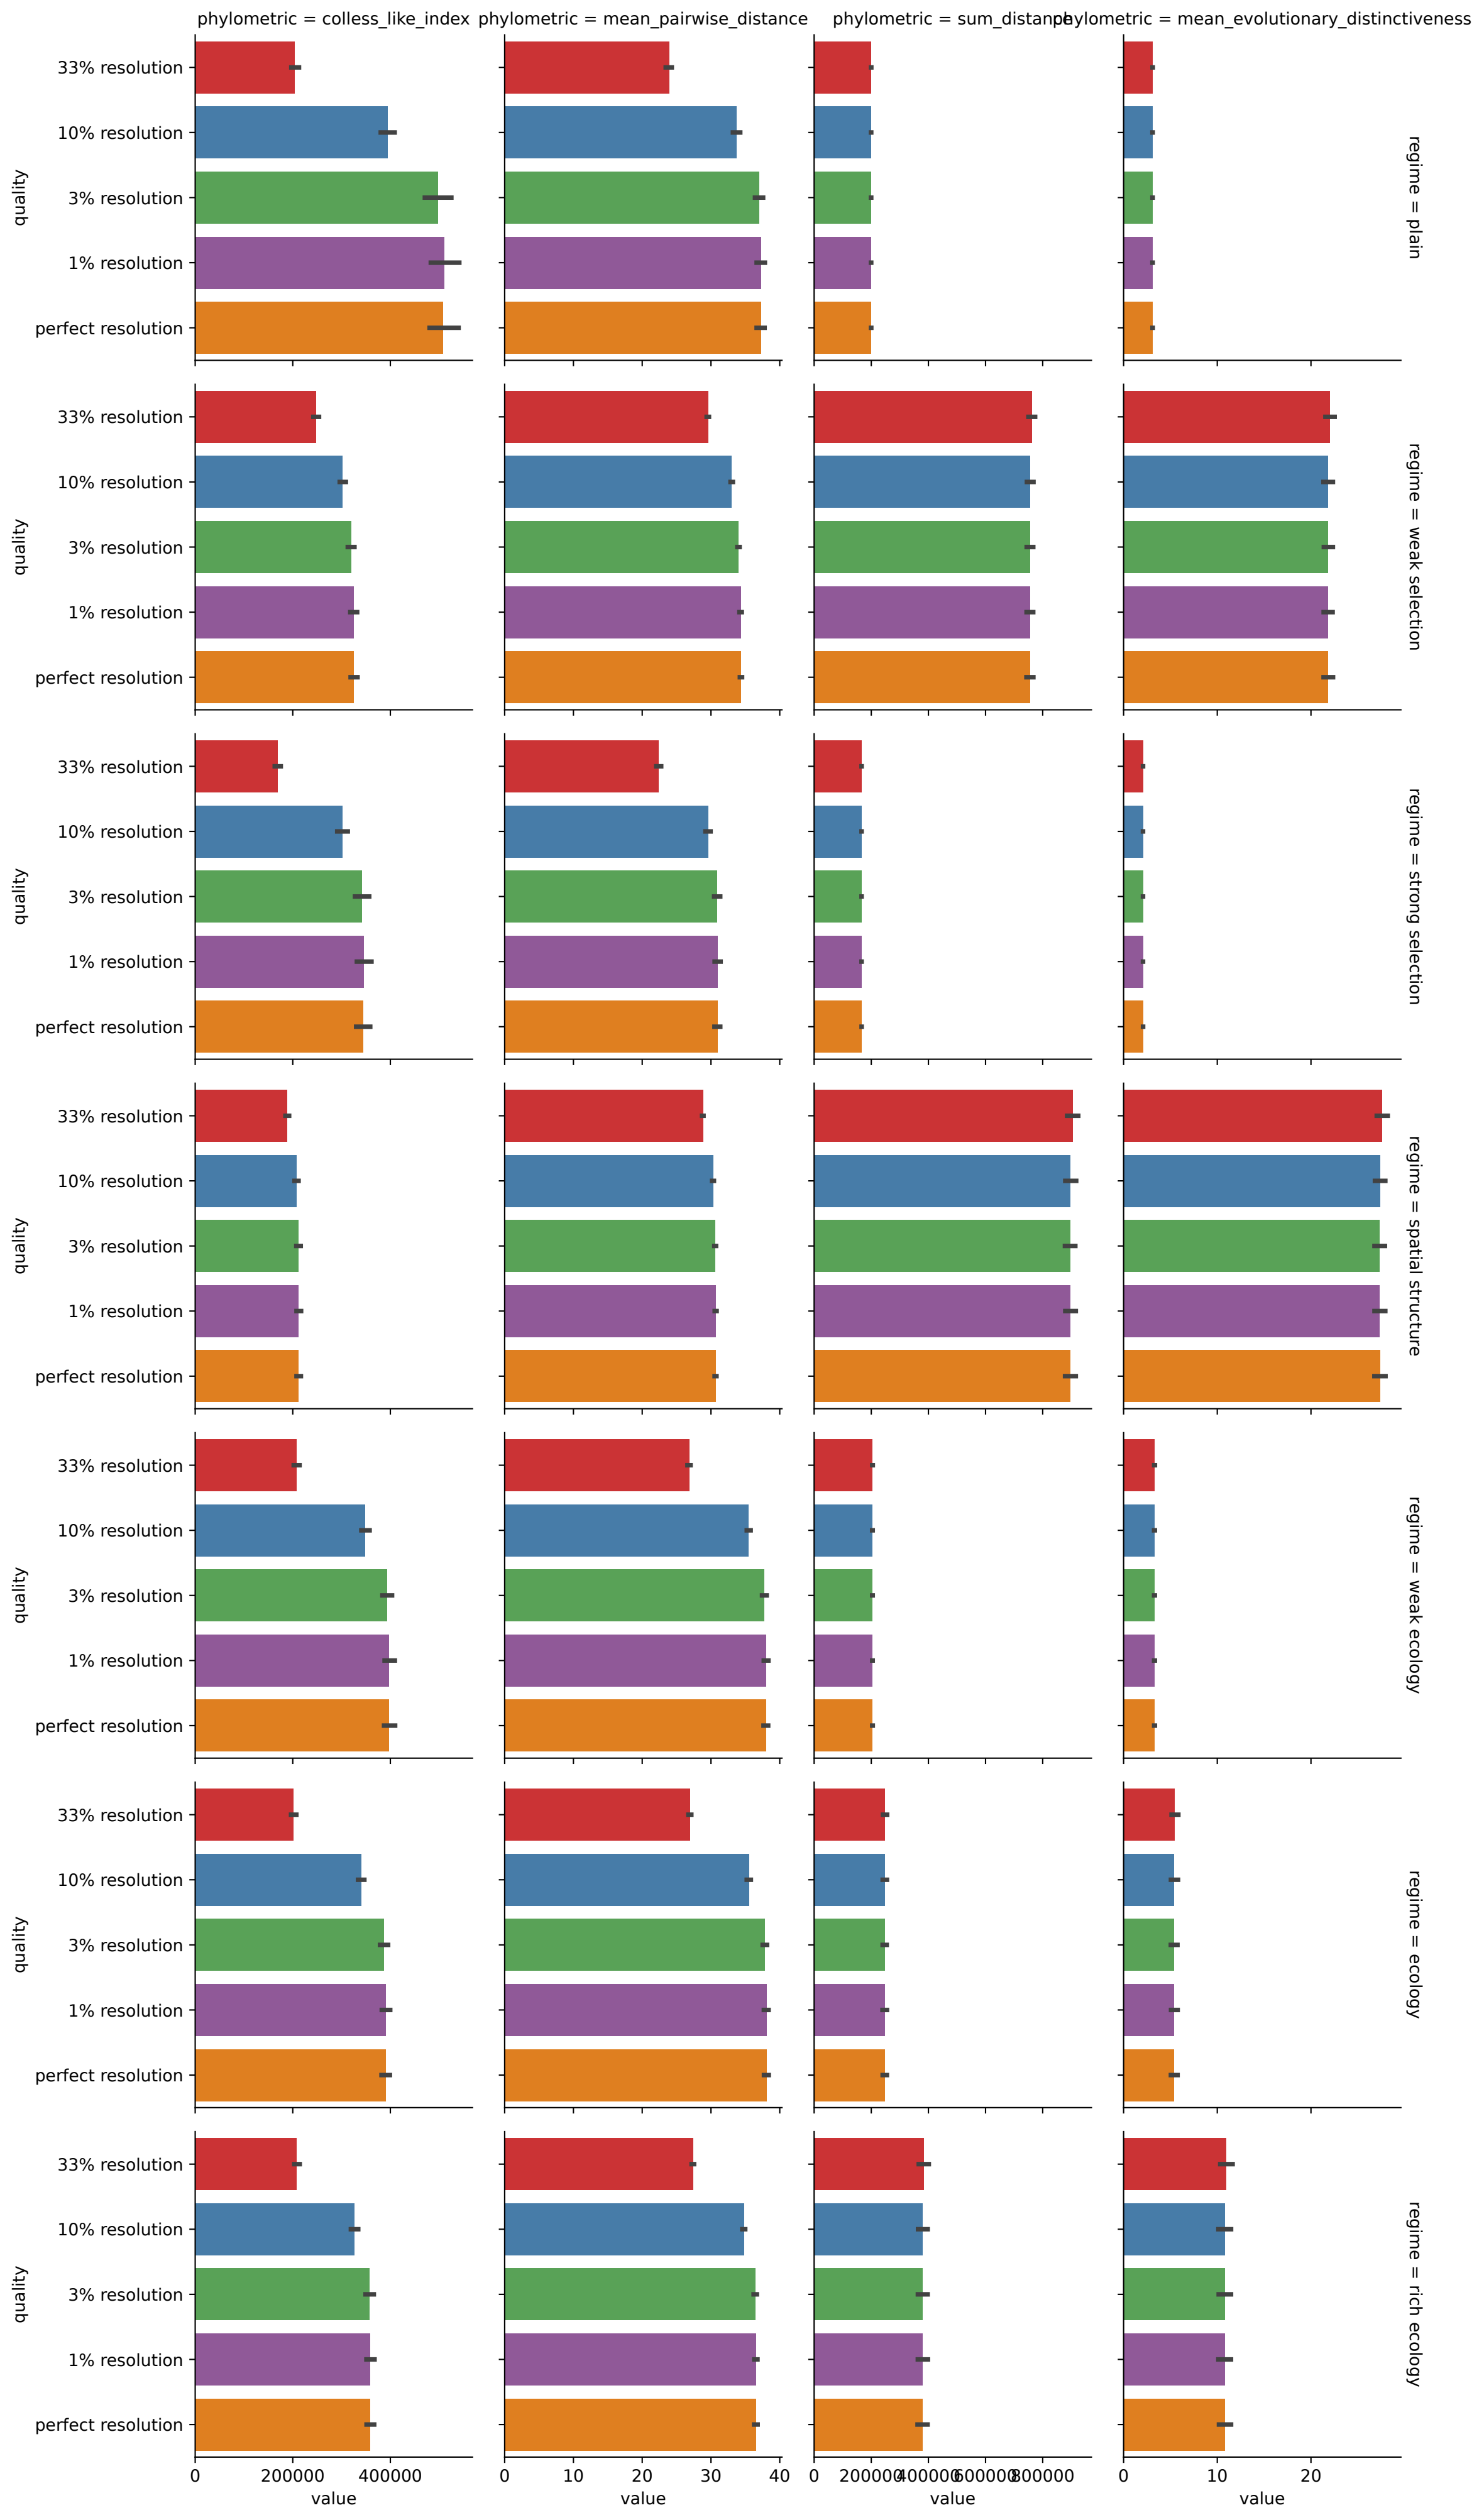 phylometric = colless_like_index
phylometric = mean_pairwise_distance
phylometric = sum_distance
phylometric = mean_evolutionary_distinctiveness
quality
33% resolution
10% resolution
3% resolution
1% resolution
perfect resolution
regime = plain
quality
33% resolution
10% resolution
3% resolution
1% resolution
perfect resolution
regime = weak selection
quality
33% resolution
10% resolution
3% resolution
1% resolution
perfect resolution
regime = strong selection
quality
33% resolution
10% resolution
3% resolution
1% resolution
perfect resolution
regime = spatial structure
quality
33% resolution
10% resolution
3% resolution
1% resolution
perfect resolution
regime = weak ecology
quality
33% resolution
10% resolution
3% resolution
1% resolution
perfect resolution
regime = ecology
quality
33% resolution
10% resolution
3% resolution
1% resolution
perfect resolution
regime = rich ecology
0 200000 400000
value
0 10 20 30 40
value
0 200000 400000 600000 800000
value
0 10 20
value